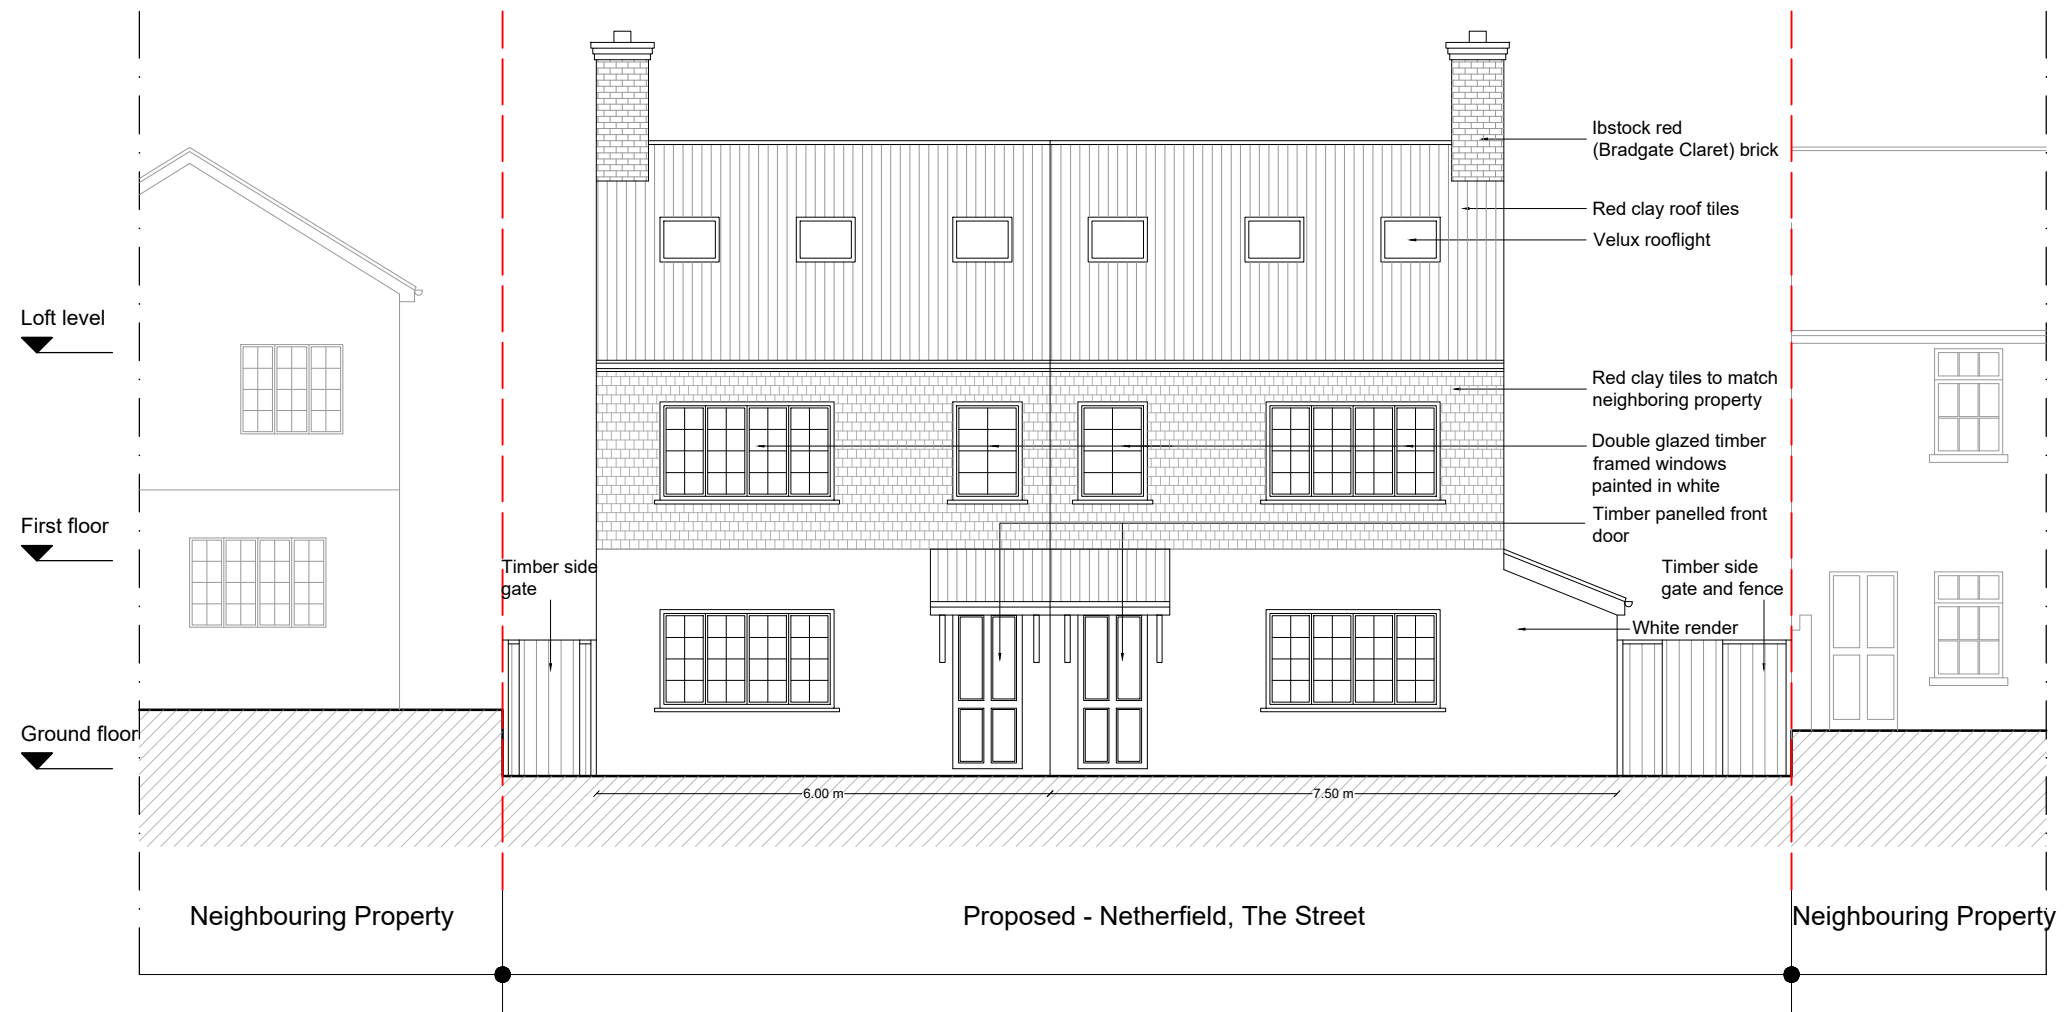 Ibstock red
(Bradgate Claret) brick
Red clay roof tiles
Velux rooflight
Loft level
Red clay tiles to match
neighboring property
Double glazed timber
framed windows
painted in white
First floor
Timber panelled front
door
Timber side
gate
Timber side
gate and fence
White render
Ground floor
6.00 m
7.50 m
Neighbouring Property
Proposed - Netherfield, The Street
Neighbouring Property